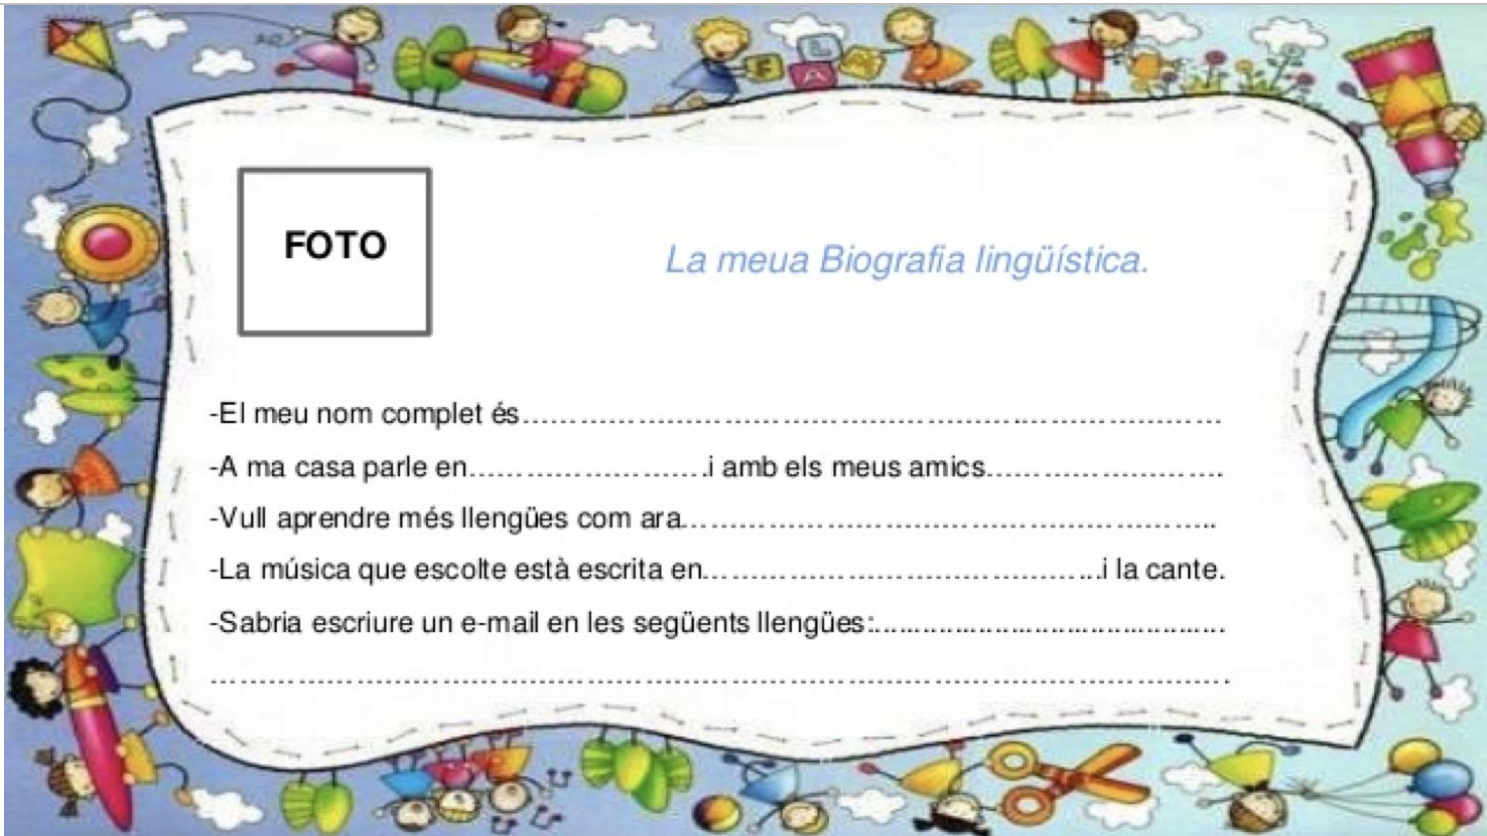 FOTO
La meua Biografia lingüística.
-El meu nom complet és...............................................................................
-A ma casa parle en...........................i amb els meus amics...........................
-Vull aprendre més llengües com ara............................................................
-La música que escolte està escrita en.............................................i la cante.
-Sabria escriure un e-mail en les següents llengües:.............................................
....................................................................................................................